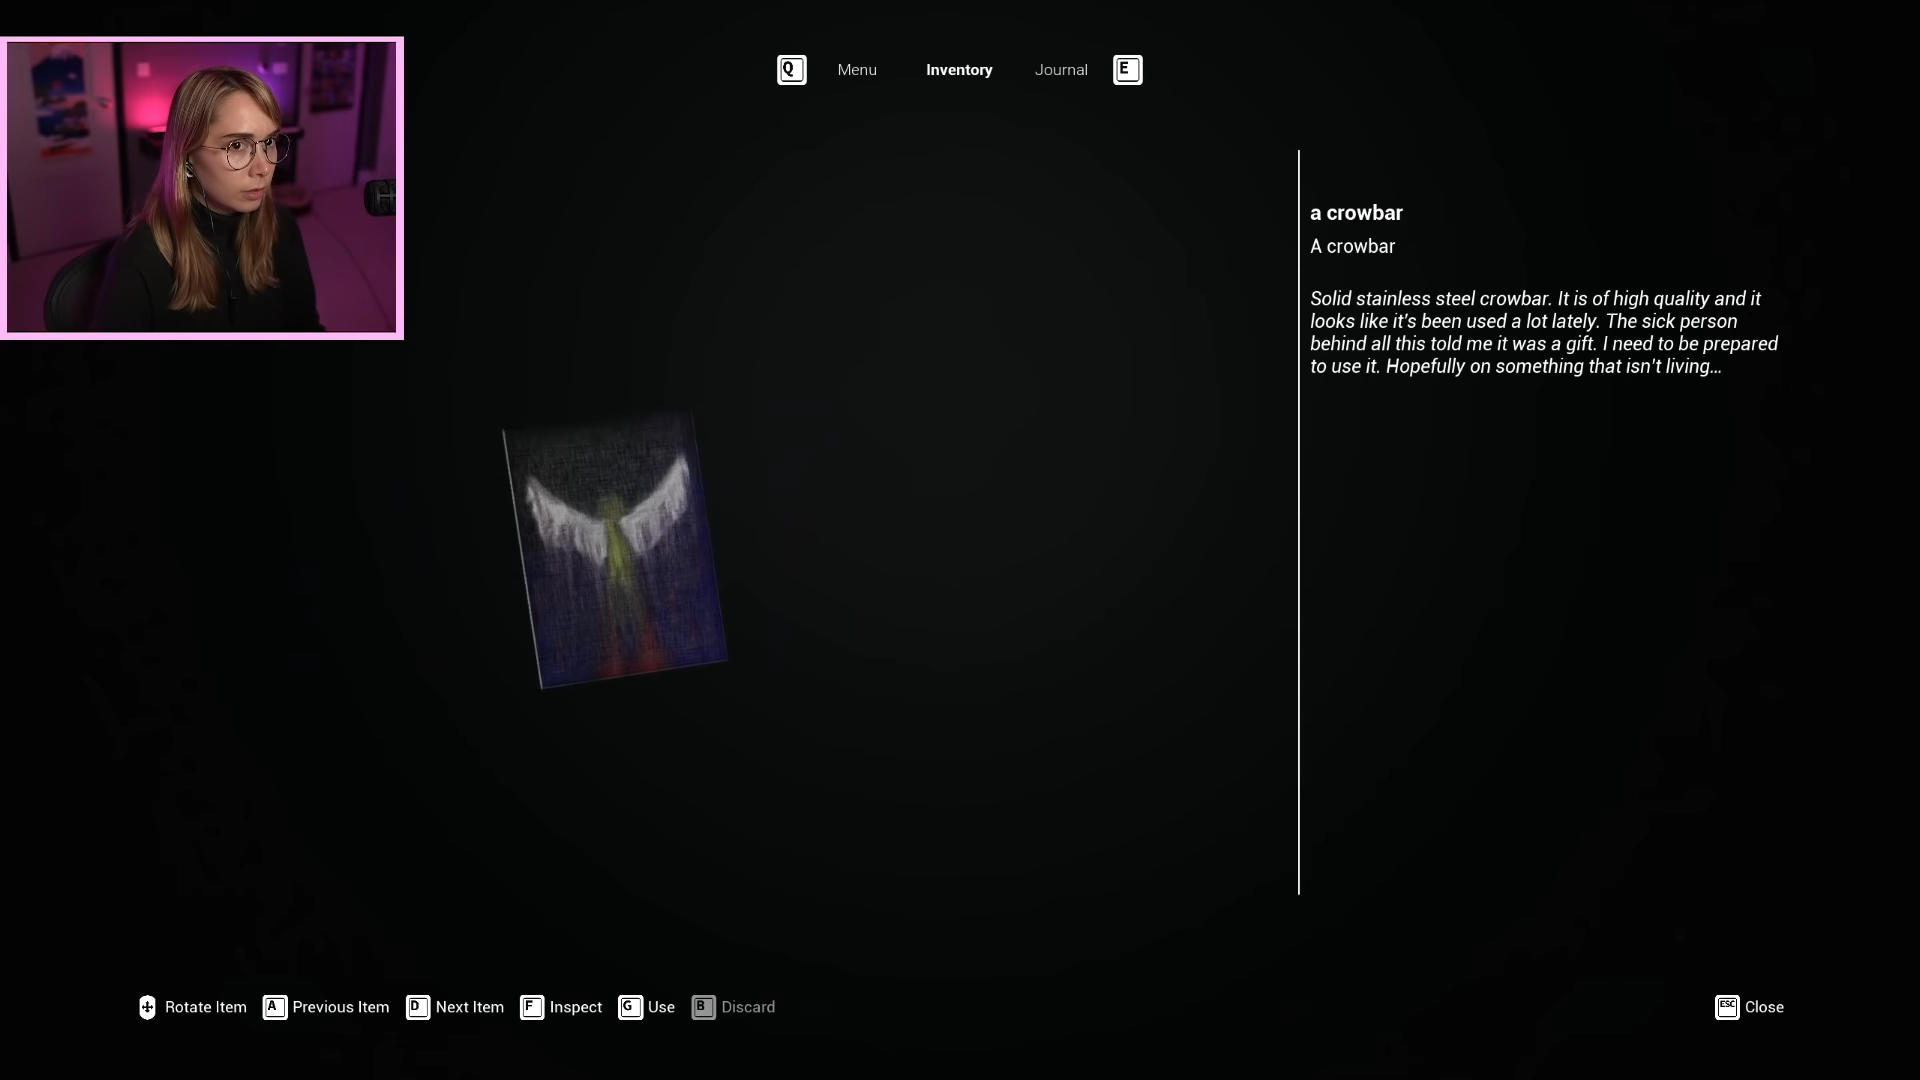 Q Menu Inventory Journal E
a crowbar
A crowbar
Solid stainless steel crowbar. It is of high quality and it
looks like it's been used a lot lately. The sick person
behind all this told me it was a gift. I need to be prepared
to use it. Hopefully on something that isn't living...
Rotate Item A Previous Item D Next Item F Inspect G Use B Discard ESC Close